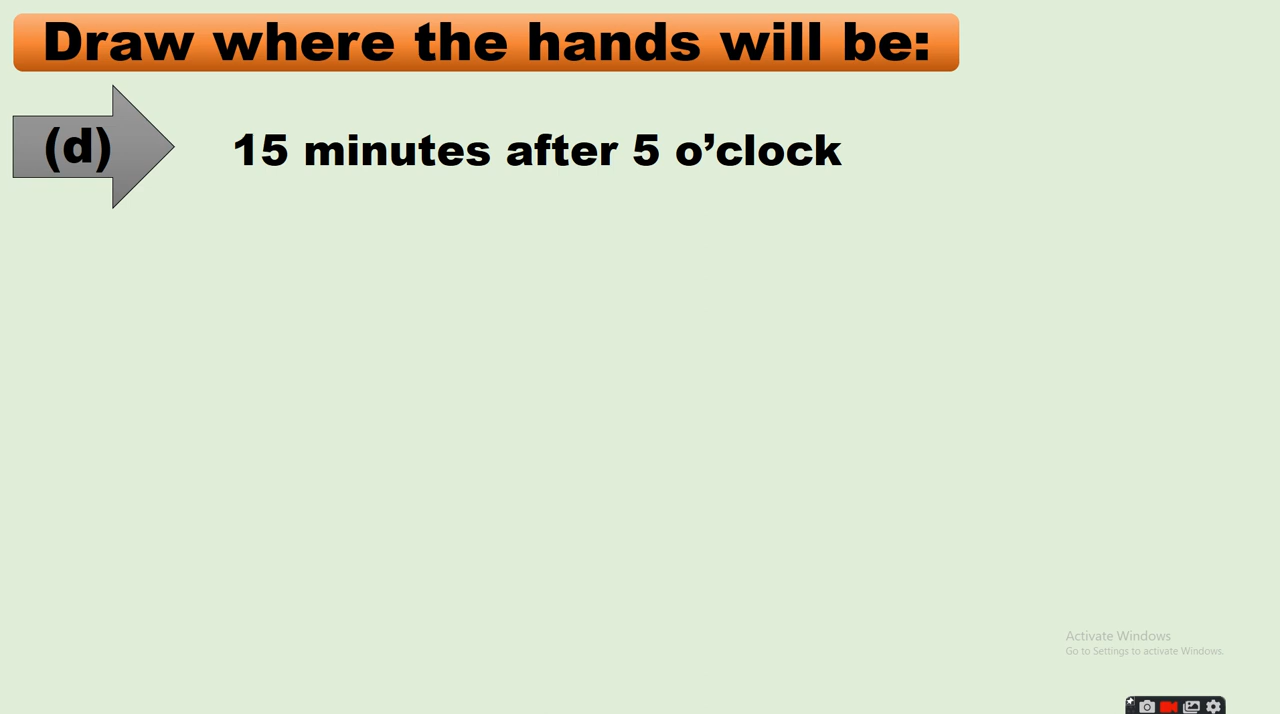 Draw where the hands will be:
(d)
15 minutes after 5 o’clock
Activate Windows
Go to Settings to activate Windows.